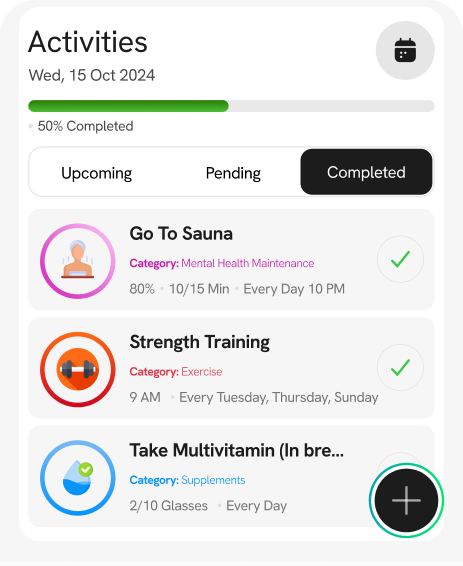 Activities
Wed, 15 Oct 2024
50% Completed
Upcoming Pending Completed
Go To Sauna
Category: Mental Health Maintenance
80% • 10/15 Min • Every Day 10 PM
Strength Training
Category: Exercise
9 AM • Every Tuesday, Thursday, Sunday
Take Multivitamin (In bre...
Category: Supplements
2/10 Glasses • Every Day